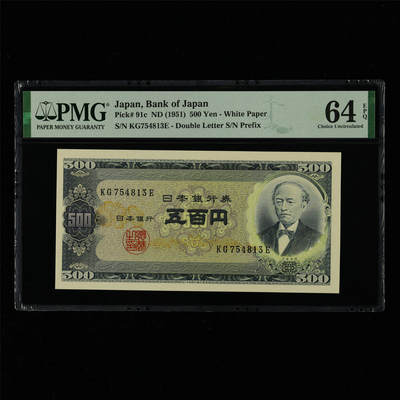 PMG
PAPER MONEY GUARANTY
Japan, Bank of Japan
Pick# 91c ND (1951) 500 Yen - White Paper
S/N KG754813E - Double Letter S/N Prefix
64 EPQ
Choice Uncirculated
500 500
KG754813E
日本銀行券
500
日本銀行
五百円
KG754813E
500 500